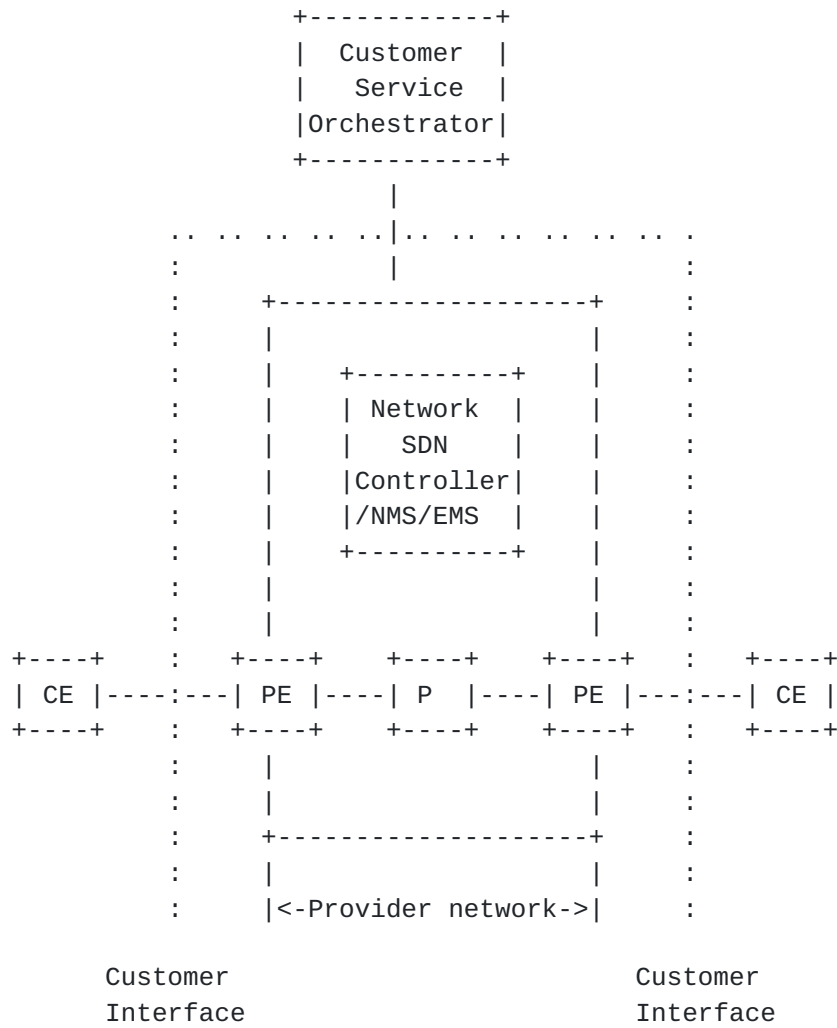 Customer
Service
Orchestrator
Network
SDN
Controller
/NMS/EMS
CE PE P PE CE
<-Provider network->
Customer Customer
Interface Interface